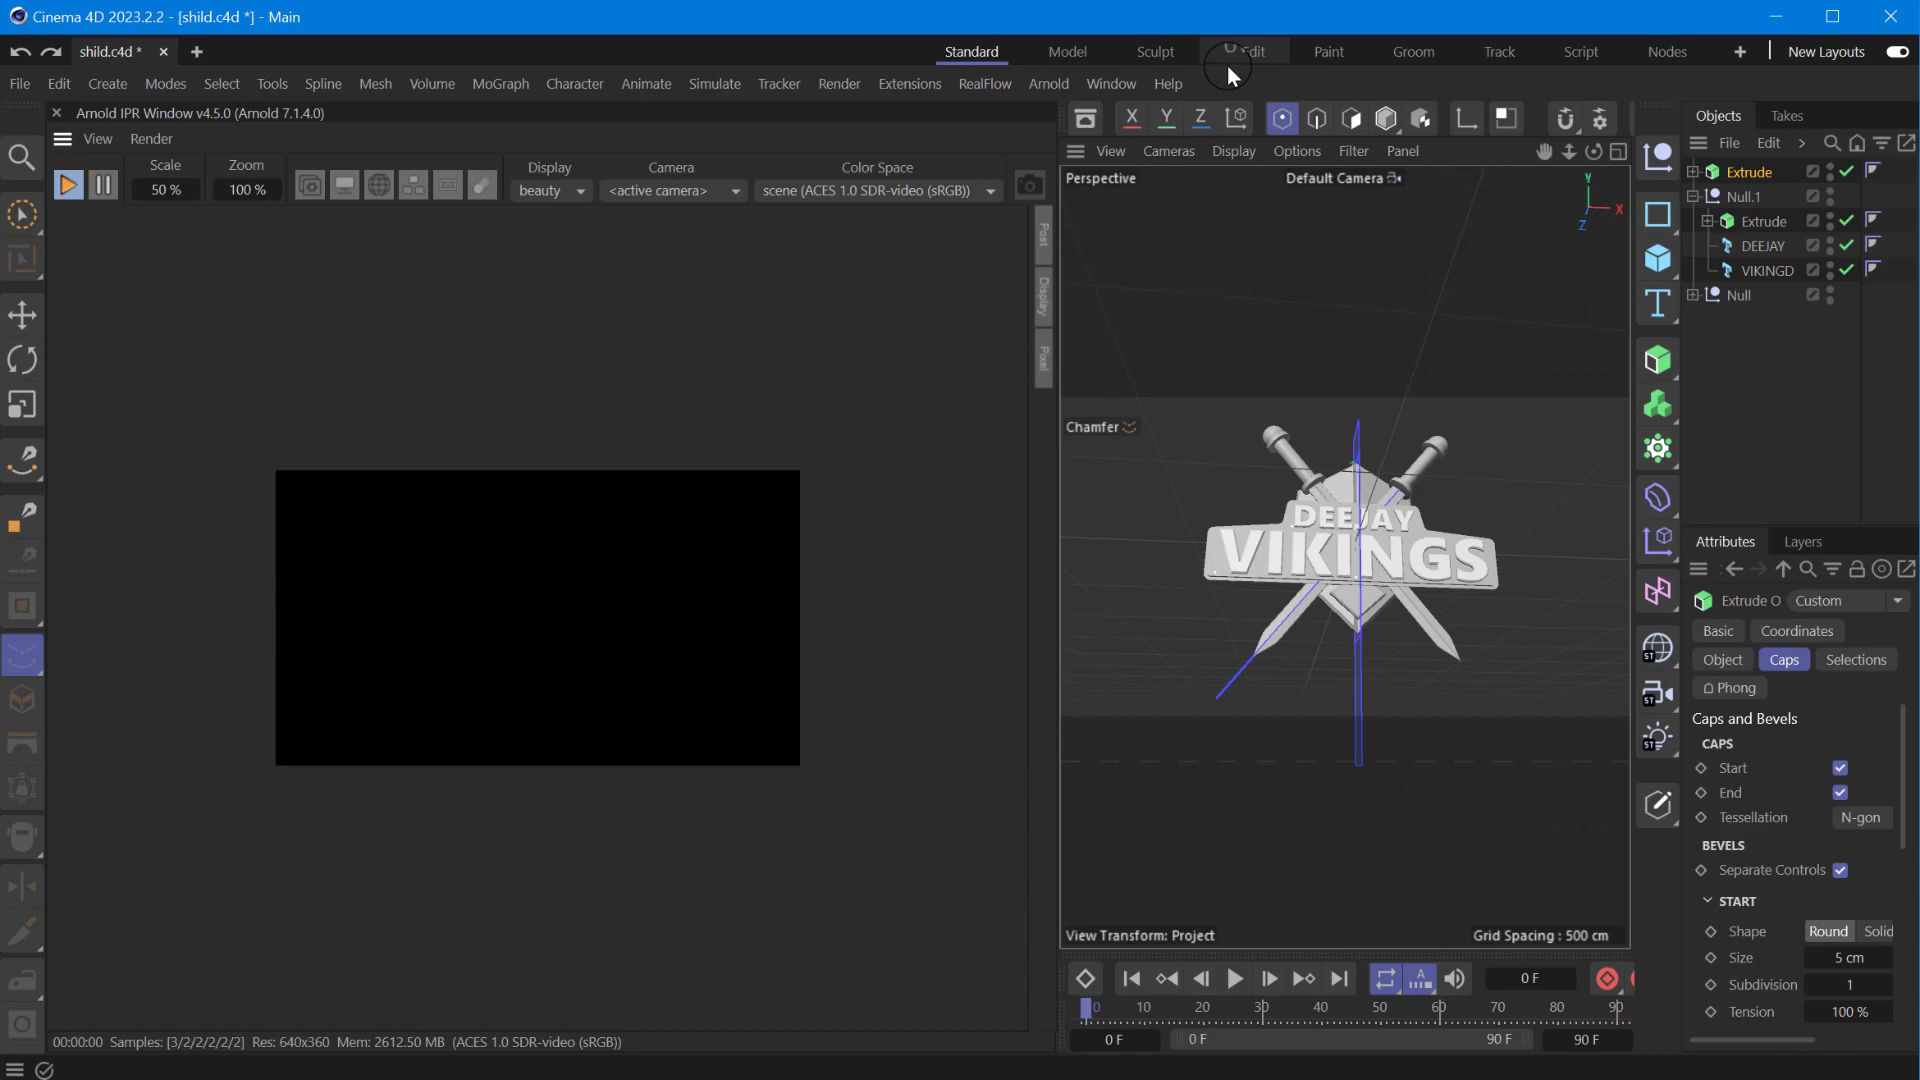 Cinema 4D 2023.2.2 - [shild.c4d *] - Main
shild.c4d *
Standard Model Sculpt UV Edit Paint Groom Track Script Nodes New Layouts
File Edit Create Modes Select Tools Spline Mesh Volume MoGraph Character Animate Simulate Tracker Render Extensions RealFlow Arnold Window Help
Arnold IPR Window v4.5.0 (Arnold 7.1.4.0)
View Render
Scale Zoom Display Camera Color Space
50 % 100 % beauty <active camera> scene (ACES 1.0 SDR-video (sRGB))
Post
Display
Pixel
00:00:00 Samples: [3/2/2/2/2/2] Res: 640x360 Mem: 2612.50 MB (ACES 1.0 SDR-video (sRGB))
X Y Z
View Cameras Display Options Filter Panel
Perspective Default Camera
Y
X
Z
Chamfer
DEEJAY
VIKINGS
View Transform: Project Grid Spacing : 500 cm
A 0 F
0 10 20 30 40 50 60 70 80 90
0 F 0 F 90 F 90 F
T
ST
ST
ST
Objects Takes
File Edit
Extrude
Null.1
Extrude
DEEJAY
VIKINGD
Null
Attributes Layers
Extrude O Custom
Basic Coordinates
Object Caps Selections
Phong
Caps and Bevels
CAPS
Start
End
Tessellation N-gon
BEVELS
Separate Controls
START
Shape Round Solid
Size 5 cm
Subdivision 1
Tension 100 %